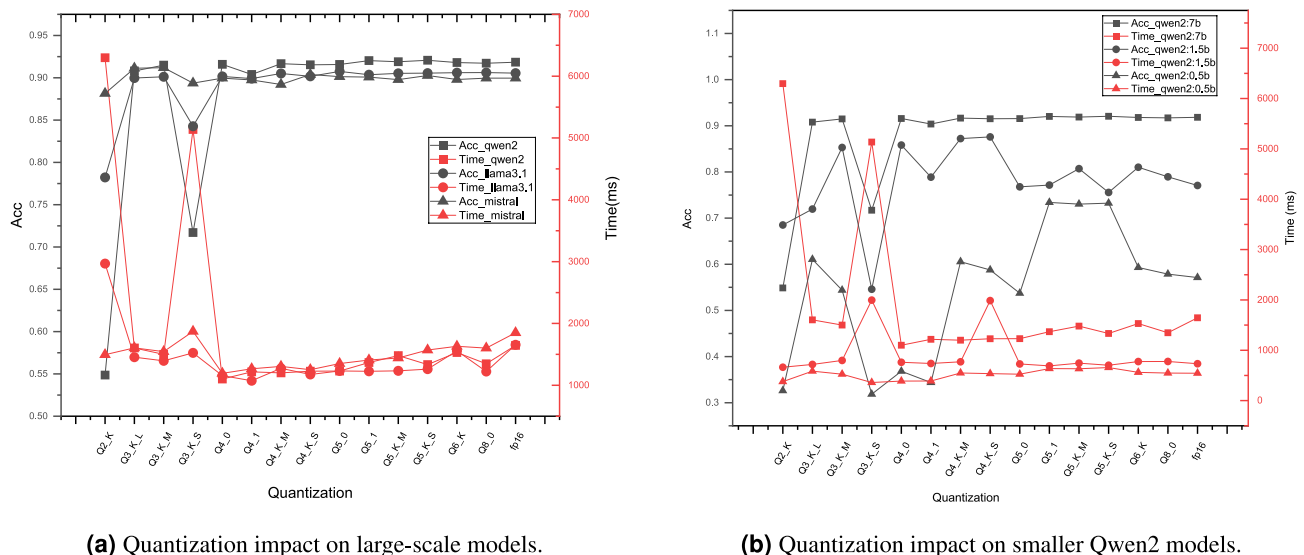 0.95
0.90
0.85
0.80
0.75
0.70
0.65
0.60
0.55
0.50
Acc
7000
6000
5000
4000
3000
2000
1000
Time(ms)
Acc_qwen2
Time_qwen2
Acc_llama3.1
Time_llama3.1
Acc_mistral
Time_mistral
Q2_K
Q3_K_L
Q3_K_M
Q3_K_S
Q4_0
Q4_1
Q4_K_M
Q4_K_S
Q5_0
Q5_1
Q5_K_M
Q5_K_S
Q6_K
Q8_0
fp16
Quantization
(a) Quantization impact on large-scale models.
1.1
1.0
0.9
0.8
0.7
0.6
0.5
0.4
0.3
Acc
7000
6000
5000
4000
3000
2000
1000
0
Time (ms)
Acc_qwen2:7b
Time_qwen2:7b
Acc_qwen2:1.5b
Time_qwen2:1.5b
Acc_qwen2:0.5b
Time_qwen2:0.5b
Q2_K
Q3_K_L
Q3_K_M
Q3_K_S
Q4_0
Q4_1
Q4_K_M
Q4_K_S
Q5_0
Q5_1
Q5_K_M
Q5_K_S
Q6_K
Q8_0
fp16
Quantization
(b) Quantization impact on smaller Qwen2 models.